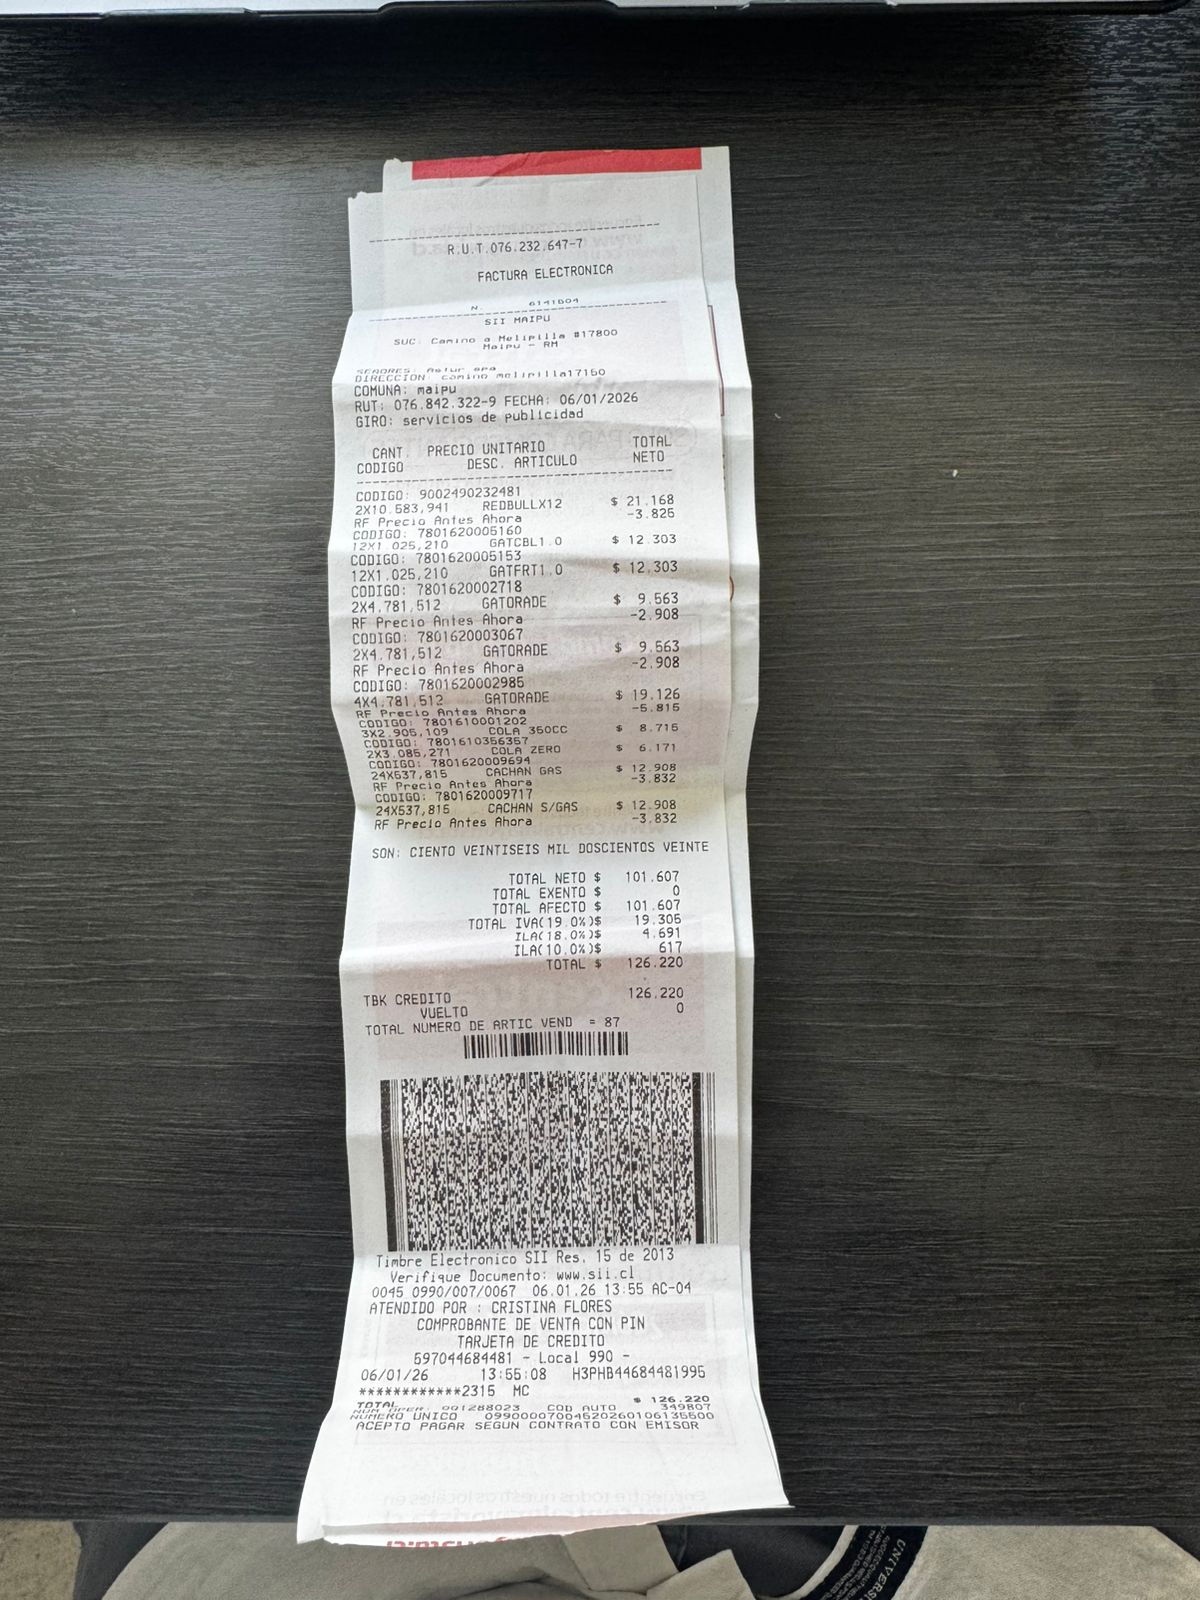 R.U.T.076.232.647-7
FACTURA ELECTRONICA
N. 6141504
SII MAIPU
SUC: Camino a Melipilla #17800
Maipu - RM
SEÑORES: spa
DIRECCION: camino melipilla17150
COMUNA: maipu
RUT: 076.842.322-9 FECHA: 06/01/2026
GIRO: servicios de publicidad
CANT. PRECIO UNITARIO TOTAL
CODIGO DESC. ARTICULO NETO
CODIGO: 9002490232481
2X10.583,941 REDBULLX12 $ 21.168
RF Precio Antes Ahora -3.825
CODIGO: 7801620005160
12X1.025,210 GATCBL1.0 $ 12.303
CODIGO: 7801620005153
12X1.025,210 GATFRT1.0 $ 12.303
CODIGO: 7801620002718
2X4.781,512 GATORADE $ 9.563
RF Precio Antes Ahora -2.908
CODIGO: 7801620003067
2X4.781,512 GATORADE $ 9.563
RF Precio Antes Ahora -2.908
CODIGO: 7801620002985
4X4.781,512 GATORADE $ 19.126
RF Precio Antes Ahora -5.815
CODIGO: 7801610001202
3X2.905,109 COLA 350CC $ 8.715
CODIGO: 7801610356357
2X3.085,271 COLA ZERO $ 6.171
CODIGO: 7801620009694
24X537,815 CACHAN GAS $ 12.908
RF Precio Antes Ahora -3.832
CODIGO: 7801620009717
24X537,815 CACHAN S/GAS $ 12.908
RF Precio Antes Ahora -3.832
SON: CIENTO VEINTISEIS MIL DOSCIENTOS VEINTE
TOTAL NETO $ 101.607
TOTAL EXENTO $ 0
TOTAL AFECTO $ 101.607
TOTAL IVA(19.0%)$ 19.305
ILA(18.0%)$ 4.691
ILA(10.0%)$ 617
TOTAL $ 126.220
TBK CREDITO 126.220
VUELTO 0
TOTAL NUMERO DE ARTIC VEND = 87
Timbre Electronico SII Res. 15 de 2013
Verifique Documento: www.sii.cl
0045 0990/007/0067 06.01.26 13:55 AC-04
ATENDIDO POR : CRISTINA FLORES
COMPROBANTE DE VENTA CON PIN
TARJETA DE CREDITO
597044684481 - Local 990 -
06/01/26 13:55:08 H3PHB44684481995
************2315 MC
TOTAL $ 126.220
NUM OPER: 001288023 COD AUTO 349807
NUMERO UNICO 0990000700452026010613550​0
ACEPTO PAGAR SEGUN CONTRATO CON EMISOR